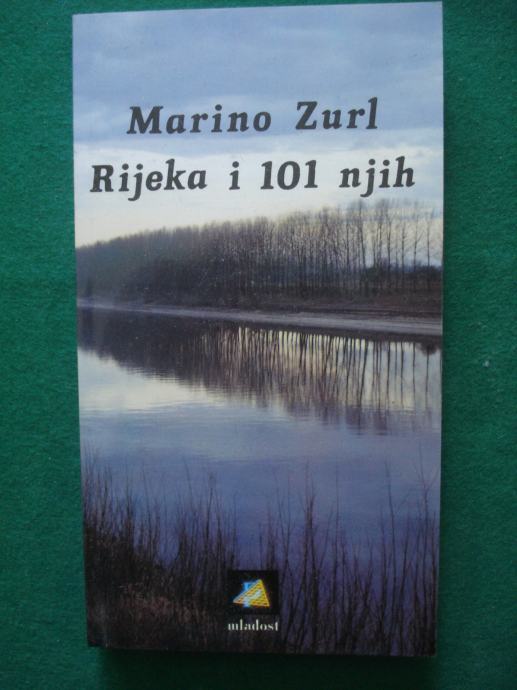 Marino Zurl
Rijeka i 101 njih
mladost